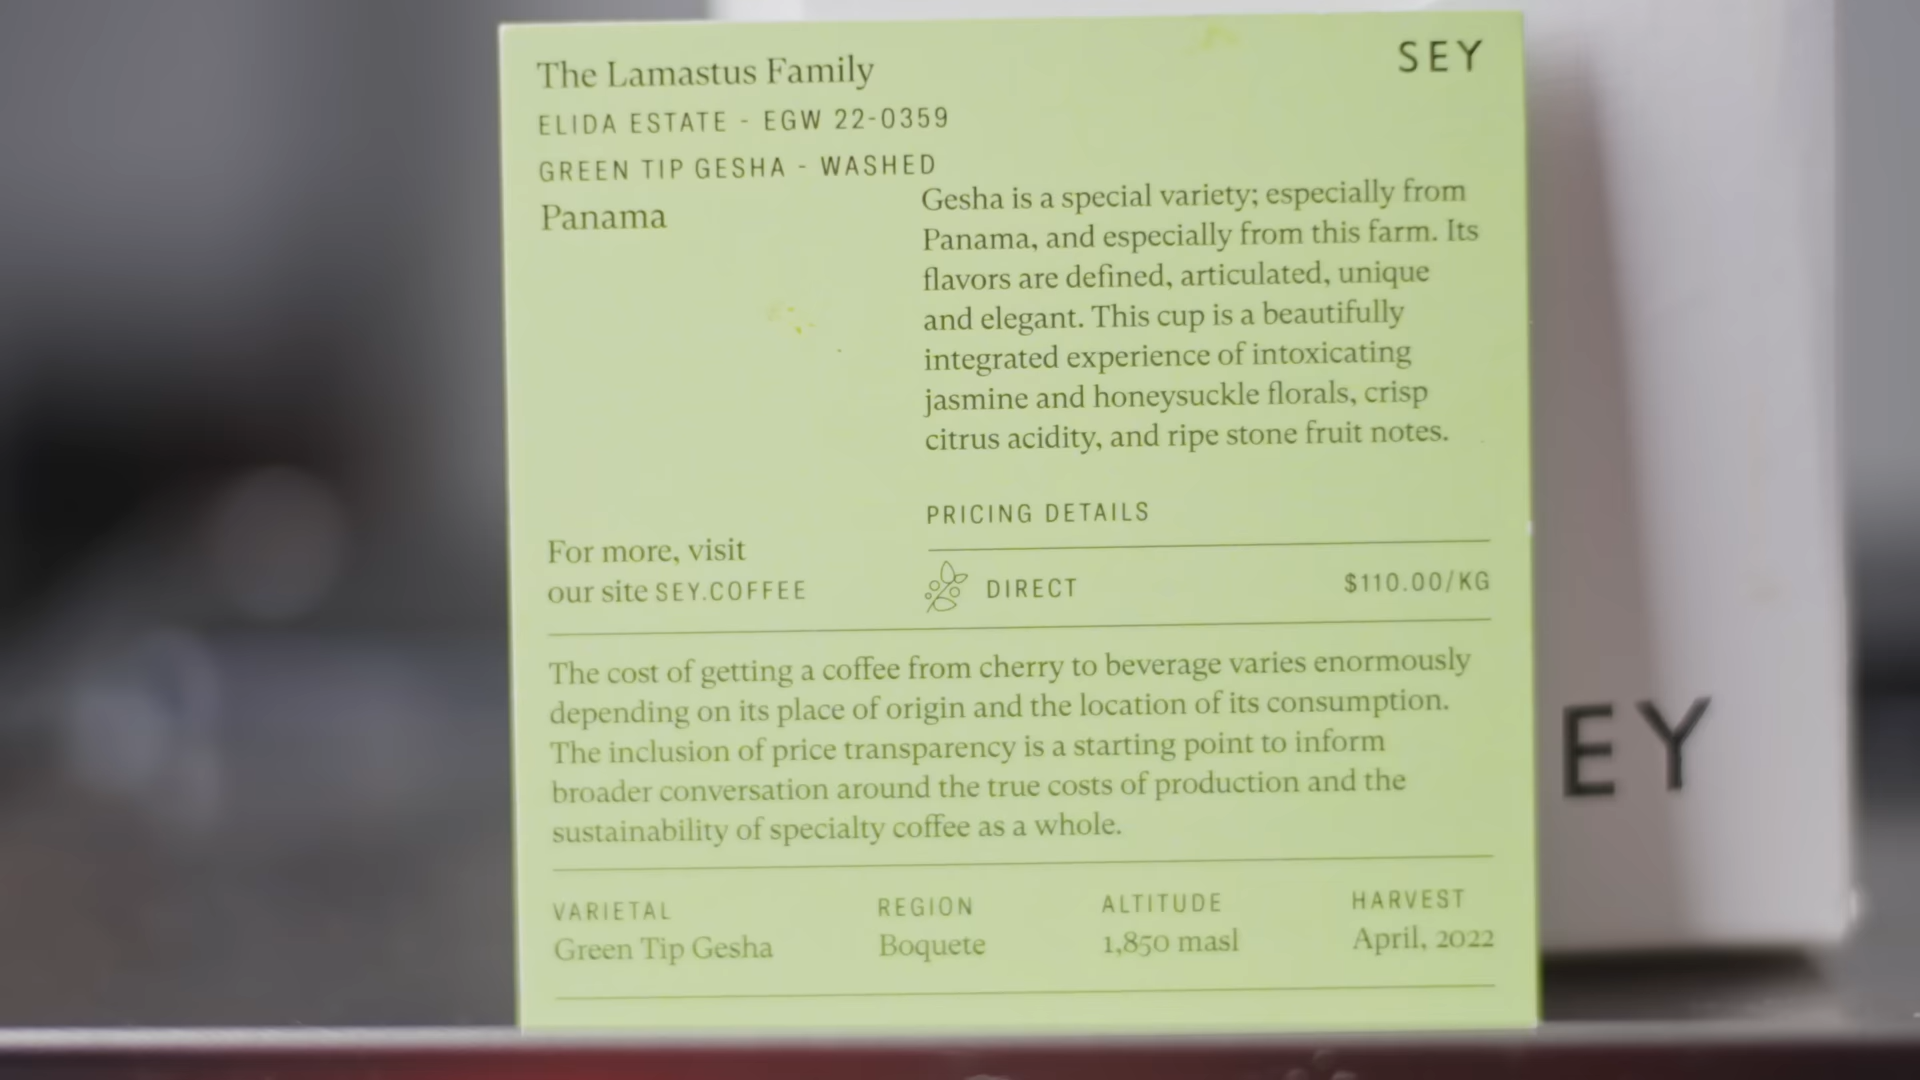 The Lamastus Family
SEY
ELIDA ESTATE - EGW 22-0359
GREEN TIP GESHA - WASHED
Panama
Gesha is a special variety; especially from
Panama, and especially from this farm. Its
flavors are defined, articulated, unique
and elegant. This cup is a beautifully
integrated experience of intoxicating
jasmine and honeysuckle florals, crisp
citrus acidity, and ripe stone fruit notes.
PRICING DETAILS
For more, visit
our site SEY.COFFEE
DIRECT $110.00/KG
The cost of getting a coffee from cherry to beverage varies enormously
depending on its place of origin and the location of its consumption.
The inclusion of price transparency is a starting point to inform
broader conversation around the true costs of production and the
sustainability of specialty coffee as a whole.
VARIETAL REGION ALTITUDE HARVEST
Green Tip Gesha Boquete 1,850 masl April, 2022
EY